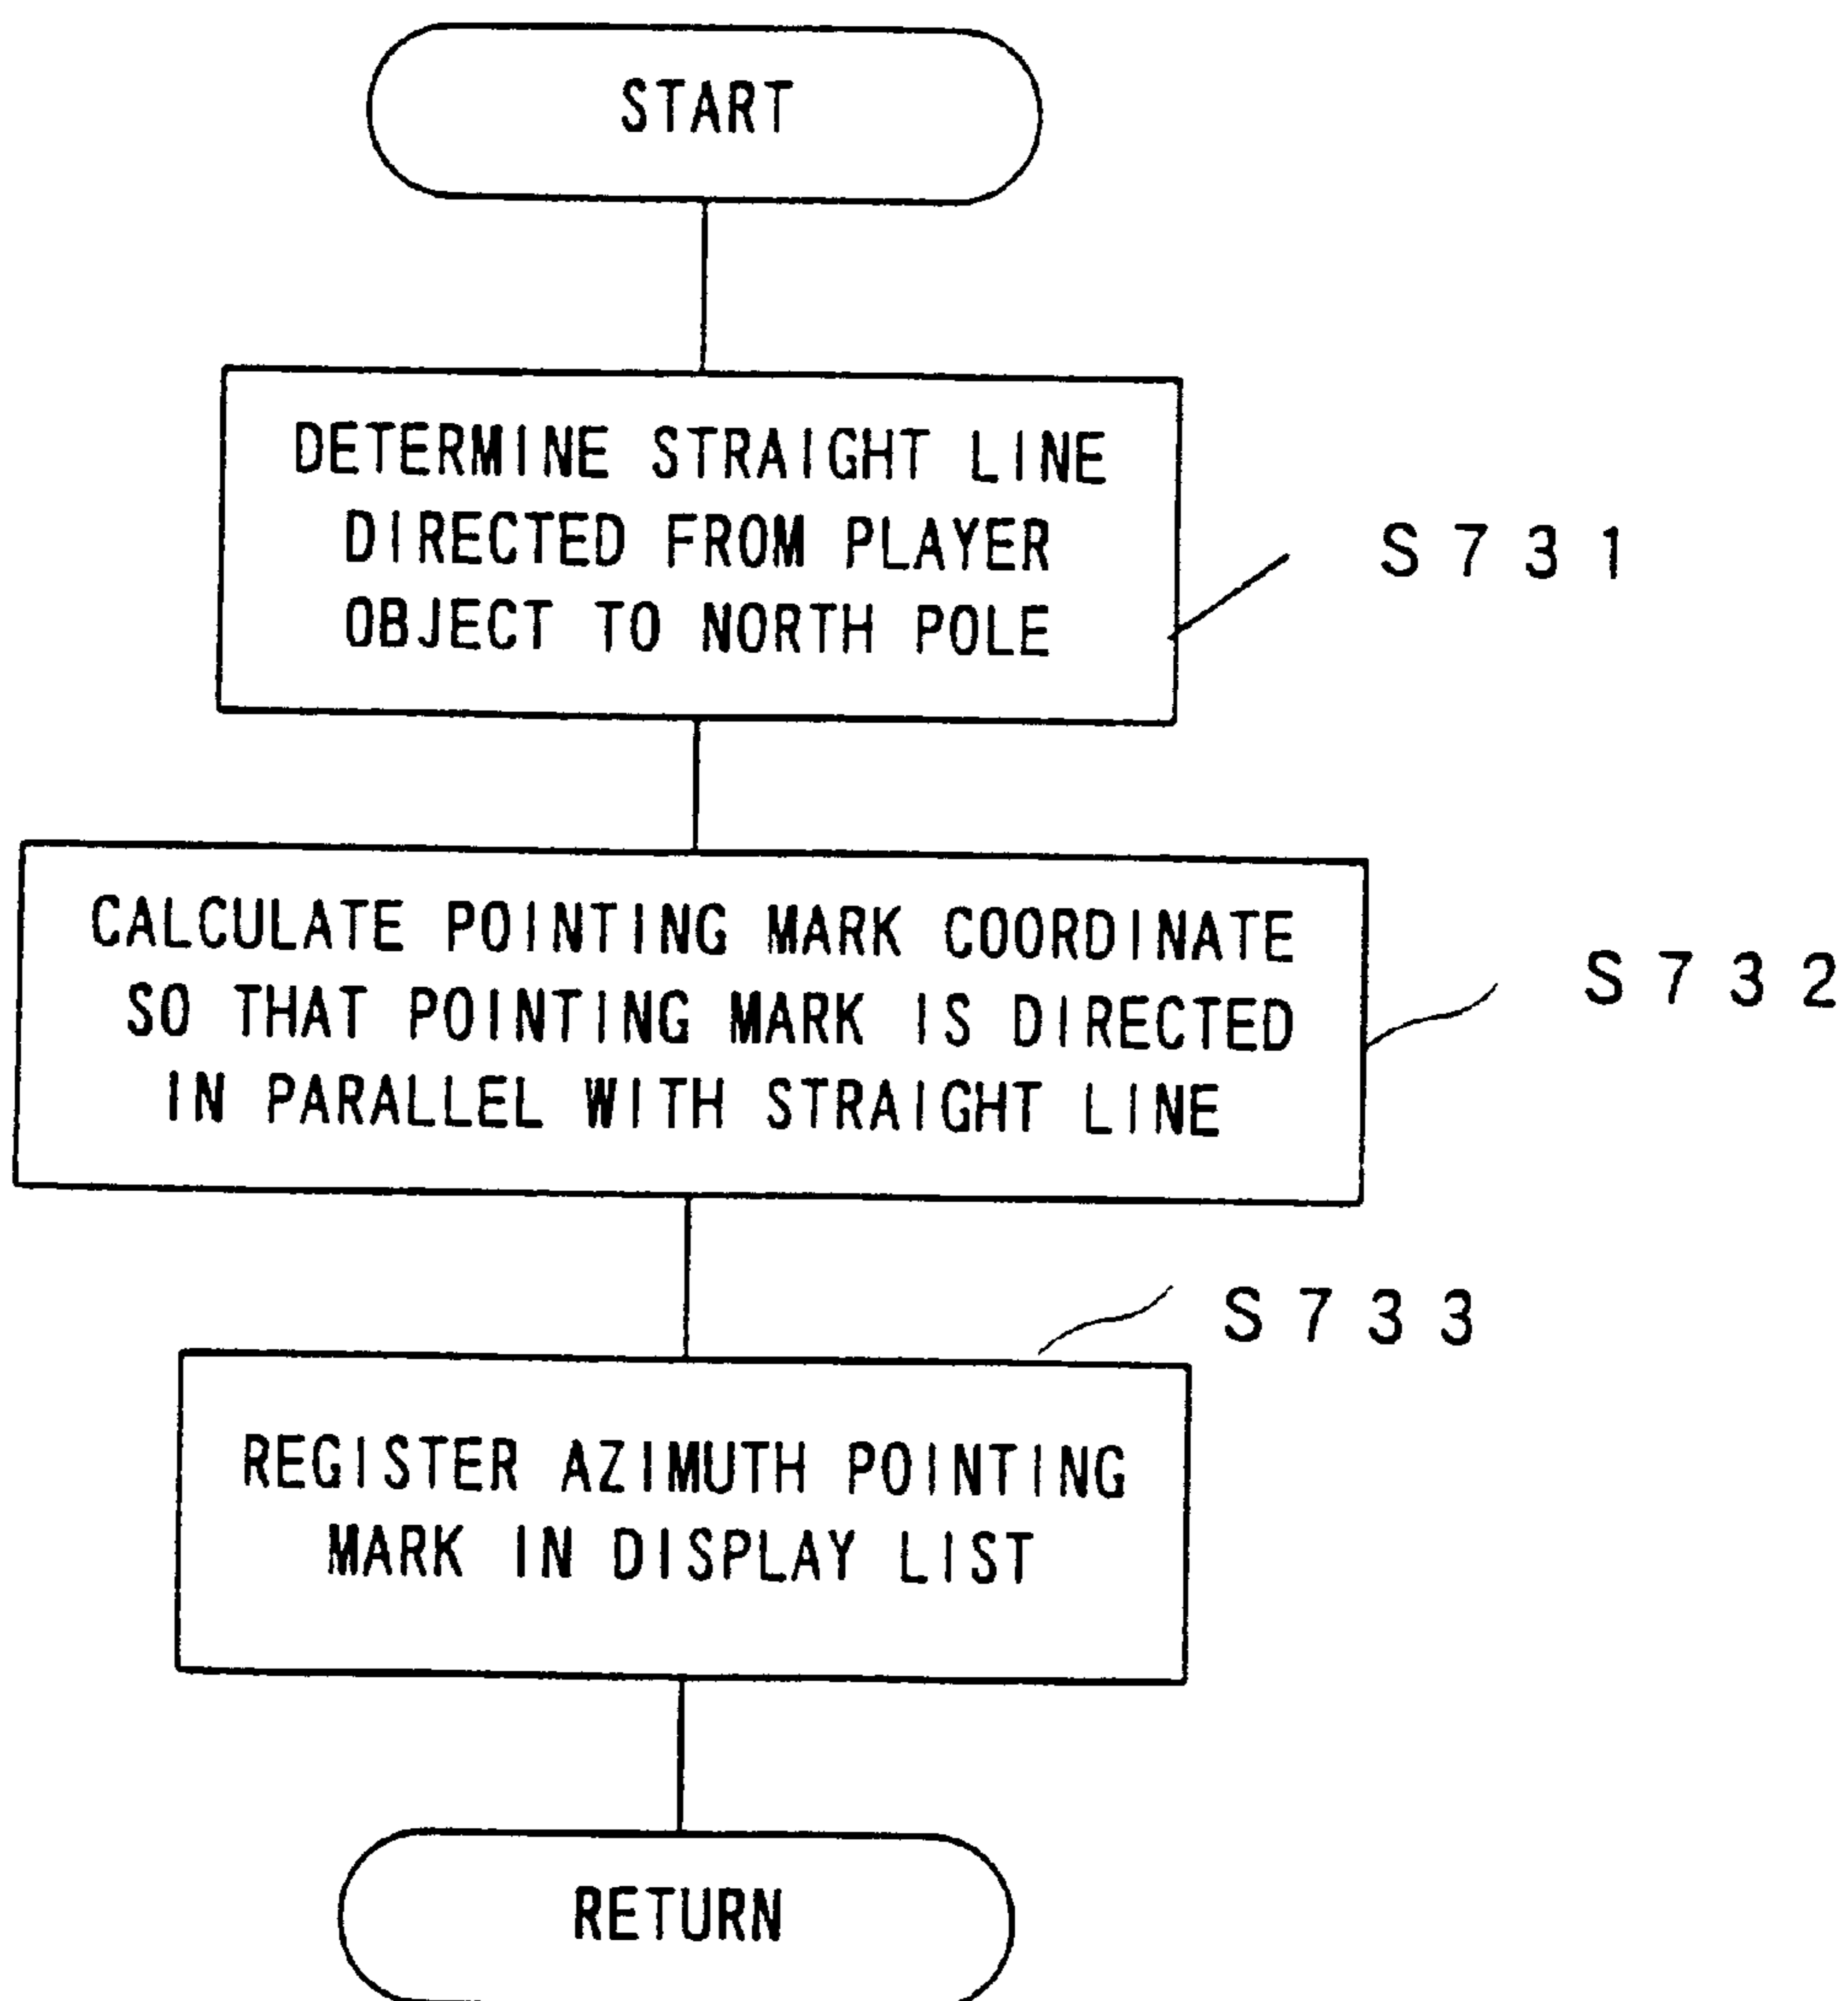 START
DETERMINE STRAIGHT LINE
DIRECTED FROM PLAYER
OBJECT TO NORTH POLE
S731
CALCULATE POINTING MARK COORDINATE
SO THAT POINTING MARK IS DIRECTED
IN PARALLEL WITH STRAIGHT LINE
S732
S733
REGISTER AZIMUTH POINTING
MARK IN DISPLAY LIST
RETURN